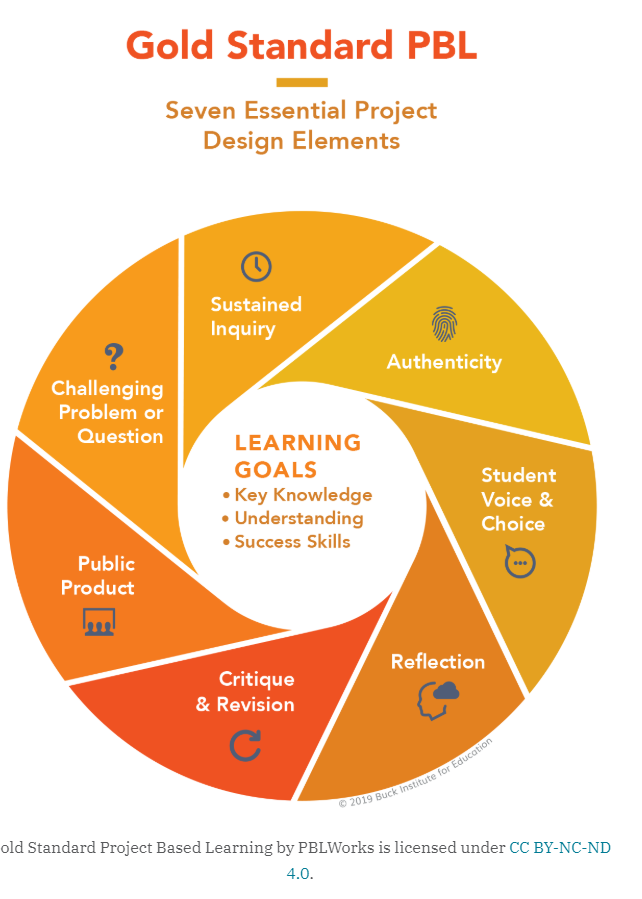 Gold Standard PBL
Seven Essential Project
Design Elements
Sustained
Inquiry
Authenticity
?
Challenging
Problem or
Question
LEARNING
GOALS
• Key Knowledge
• Understanding
• Success Skills
Student
Voice &
Choice
Public
Product
Reflection
Critique
& Revision
© 2019 Buck Institute for Education
old Standard Project Based Learning by PBLWorks is licensed under CC BY-NC-ND
4.0.